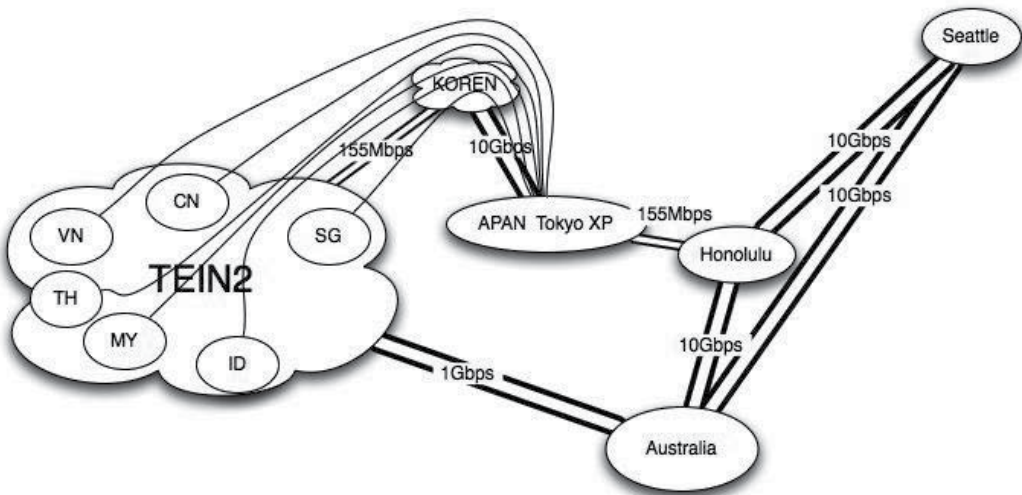 Seattle
KOREN
155Mbps
10Gbps
10Gbps
10Gbps
CN
VN
SG
APAN Tokyo XP
155Mbps
Honolulu
TEIN2
TH
MY
ID
10Gbps
1Gbps
Australia